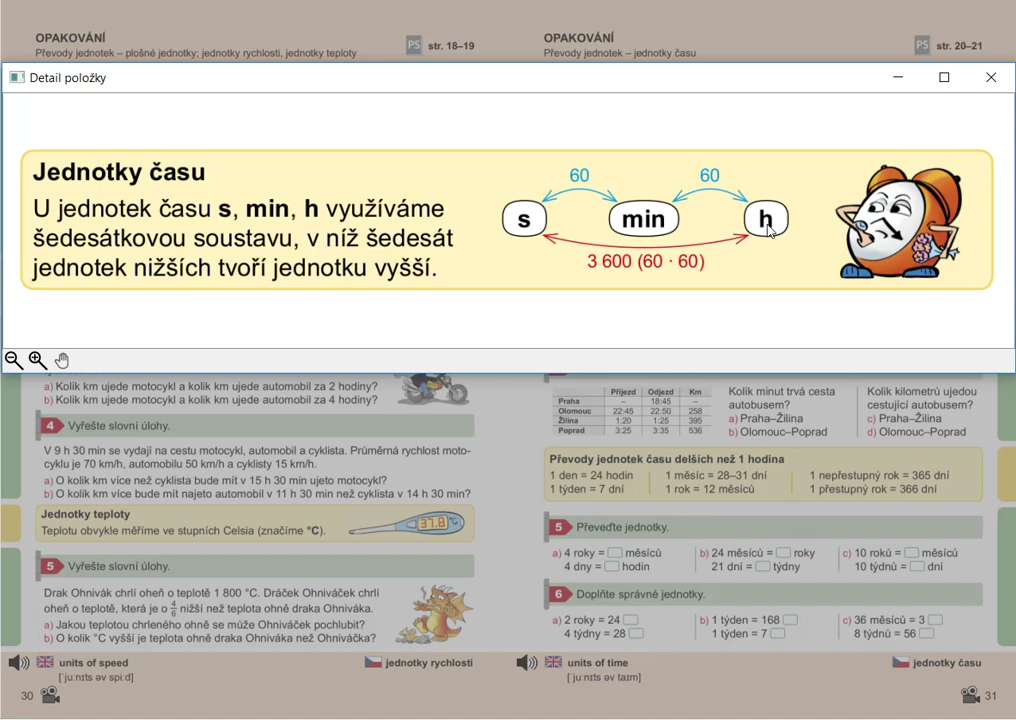 OPAKOVÁNÍ
Převody jednotek – plošné jednotky; jednotky rychlosti, jednotky teploty
PS str. 18–19
OPAKOVÁNÍ
Převody jednotek – jednotky času
PS str. 20–21
Detail položky
Jednotky času
U jednotek času s, min, h využíváme
šedesátkovou soustavu, v níž šedesát
jednotek nižších tvoří jednotku vyšší.
60 60
s min h
3 600 (60 · 60)
a) Kolik km ujede motocykl a kolik km ujede automobil za 2 hodiny?
b) Kolik km ujede motocykl a kolik km ujede automobil za 4 hodiny?
4 Vyřešte slovní úlohy.
V 9 h 30 min se vydají na cestu motocykl, automobil a cyklista. Průměrná rychlost moto-
cyklu je 70 km/h, automobilu 50 km/h a cyklisty 15 km/h.
a) O kolik km více než cyklista bude mít v 15 h 30 min ujeto motocykl?
b) O kolik km více bude mít najeto automobil v 11 h 30 min než cyklista v 14 h 30 min?
Jednotky teploty
Teplotu obvykle měříme ve stupních Celsia (značíme °C).
37.8 °C
5 Vyřešte slovní úlohy.
Drak Ohnivák chrlí oheň o teplotě 1 800 °C. Dráček Ohniváček chrlí
oheň o teplotě, která je o 4/6 nižší než teplota ohně draka Ohniváka.
a) Jakou teplotou chrleného ohně se může Ohniváček pochlubit?
b) O kolik °C vyšší je teplota ohně draka Ohniváka než Ohniváčka?
units of speed
[ˈjuːnɪts əv spiːd]
jednotky rychlosti
30
Příjezd Odjezd Km
Praha – 18:45 –
Olomouc 22:45 22:50 258
Žilina 1:20 1:25 395
Poprad 3:25 3:35 536
Kolik minut trvá cesta
autobusem?
a) Praha–Žilina
b) Olomouc–Poprad
Kolik kilometrů ujedou
cestující autobusem?
c) Praha–Žilina
d) Olomouc–Poprad
Převody jednotek času delších než 1 hodina
1 den = 24 hodin 1 měsíc = 28–31 dní 1 nepřestupný rok = 365 dní
1 týden = 7 dní 1 rok = 12 měsíců 1 přestupný rok = 366 dní
5 Převeďte jednotky.
a) 4 roky = měsíců b) 24 měsíců = roky c) 10 roků = měsíců
4 dny = hodin 21 dní = týdny 10 týdnů = dní
6 Doplňte správné jednotky.
a) 2 roky = 24 b) 1 týden = 168 c) 36 měsíců = 3
4 týdny = 28 1 týden = 7 8 týdnů = 56
units of time
[ˈjuːnɪts əv taɪm]
jednotky času
31